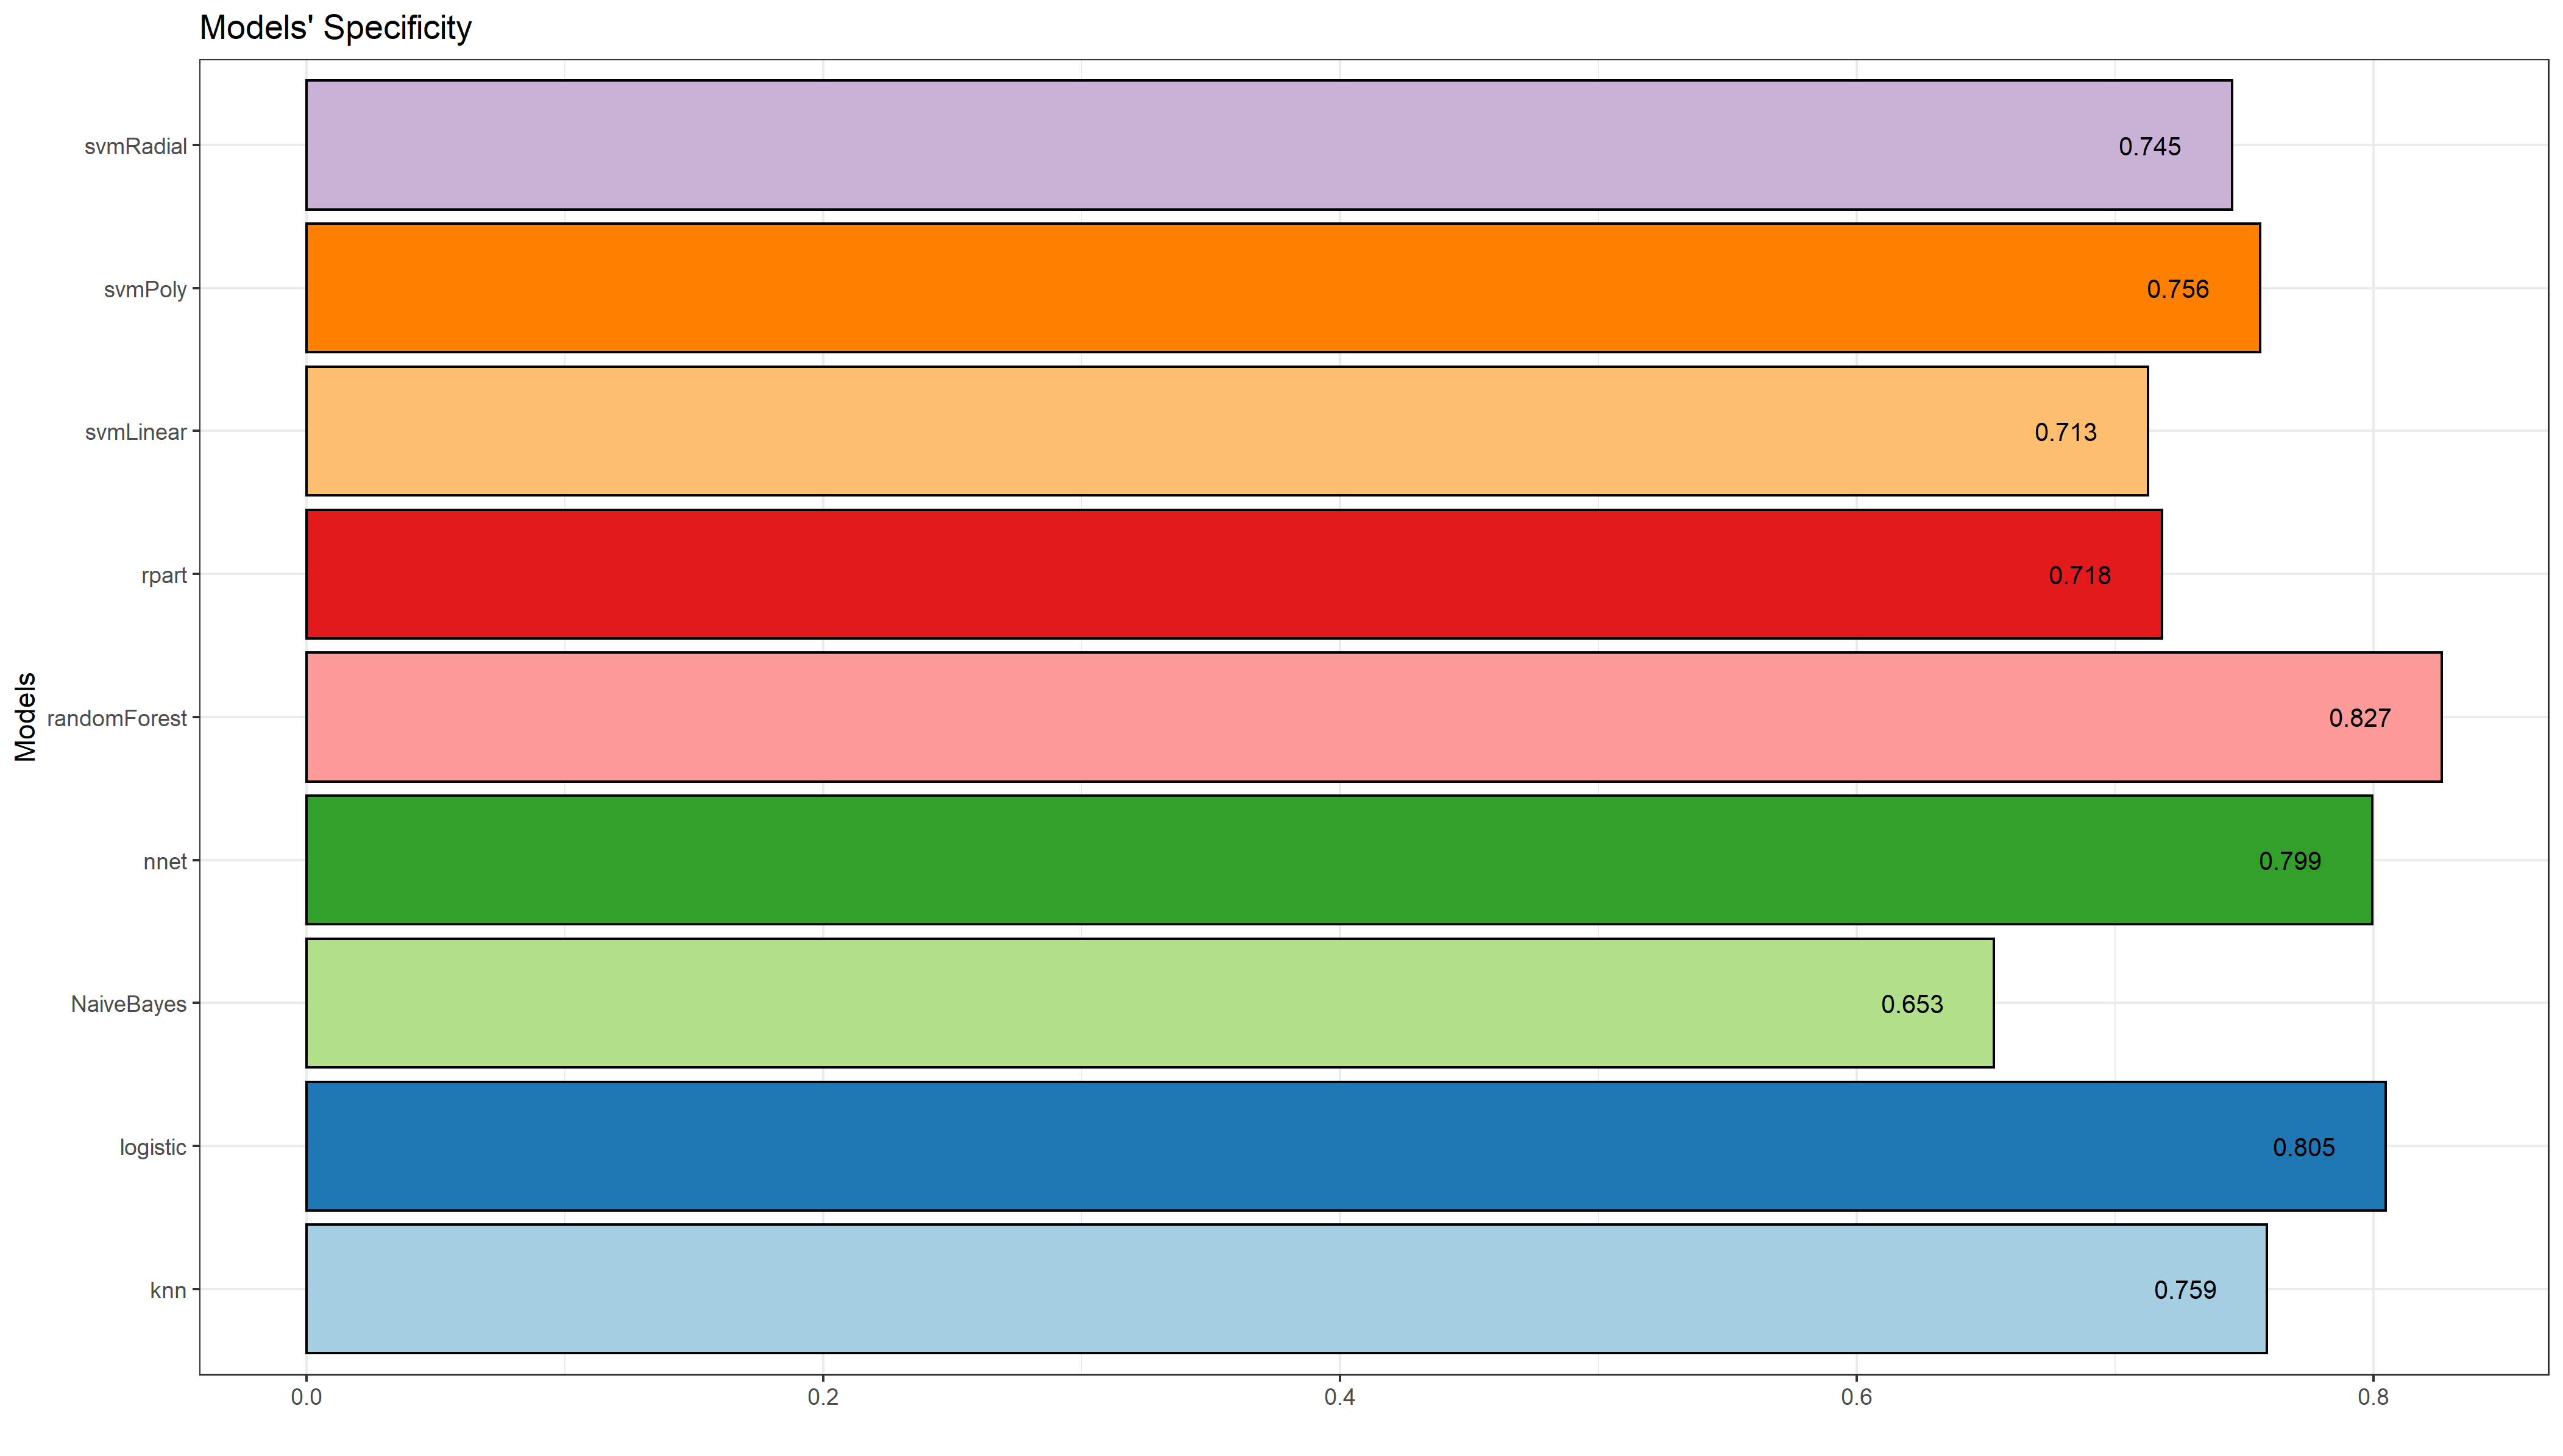 Models' Specificity
Models
svmRadial
0.745
svmPoly
0.756
svmLinear
0.713
rpart
0.718
randomForest
0.827
nnet
0.799
NaiveBayes
0.653
logistic
0.805
knn
0.759
0.0 0.2 0.4 0.6 0.8